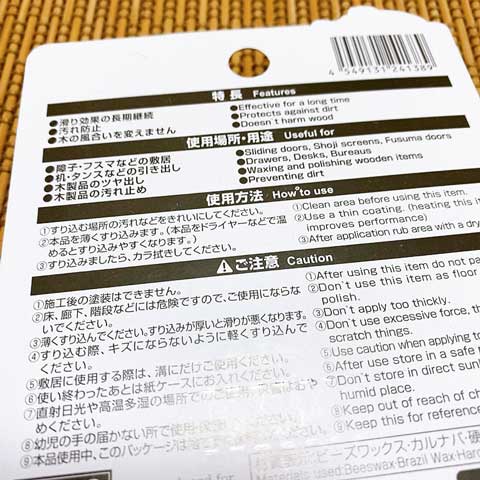 4 549131 241389
特長 Features
●滑り効果の長期継続
●汚れ防止
●木の風合いを変えません
●Effective for a long time
●Protects against dirt
●Doesn't harm wood
使用場所・用途 Useful for
●障子・フスマなどの敷居
●机・タンスなどの引き出し
●木製品のツヤ出し
●木製品の汚れ止め
●Sliding doors, Shoji screens, Fusuma doors
●Drawers, Desks, Bureaus
●Waxing and polishing wooden items
●Preventing dirt
使用方法 How to use
①すり込む場所の汚れなどをきれいにしてください。
②本品を薄くすり込みます。(本品をドライヤーなどで温
めるとすり込みやすくなります。)
③すり込みましたら、カラ拭きしてください。
①Clean area before using this item.
②Use a thin coating. (heating this
improves performance)
③After application rub area with a dry
ご注意 Caution
①施工後の塗装はできません。
②床、廊下、階段などには危険ですので、ご使用にならな
いでください。
③薄くすり込んでください。すり込みが厚いと滑りが悪くなります。
④すり込む際、キズにならないように軽くすり込んで
ください。
⑤敷居に使用する際は、溝にだけご使用ください。
⑥使い終わったあとは紙ケースにお入れください。
⑦直射日光や高温多湿の場所でのご使用、保管はおや
めください。
⑧幼児の手の届かない所で使用、保管
⑨本品使用中、このパッケージは
①After using this item do not pa
②Don't use this item as floor
polish.
③Don't apply too thickly.
④Don't use excessive force, th
scratch things.
⑤Use caution when applying to
⑥After use store in a safe p
⑦Don't store in direct sun
humid place.
⑧Keep out of reach of ch
⑨Keep this for reference
ビーズワックス・カルナバ・硬
Materials used:Beeswax・Brazil Wax・Har